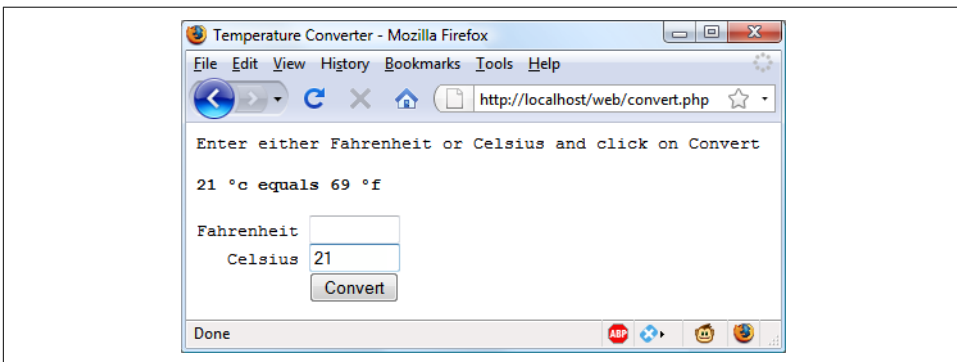 Temperature Converter - Mozilla Firefox
File Edit View History Bookmarks Tools Help
http://localhost/web/convert.php
Enter either Fahrenheit or Celsius and click on Convert
21 °c equals 69 °f
Fahrenheit
Celsius 21
Convert
Done ABP